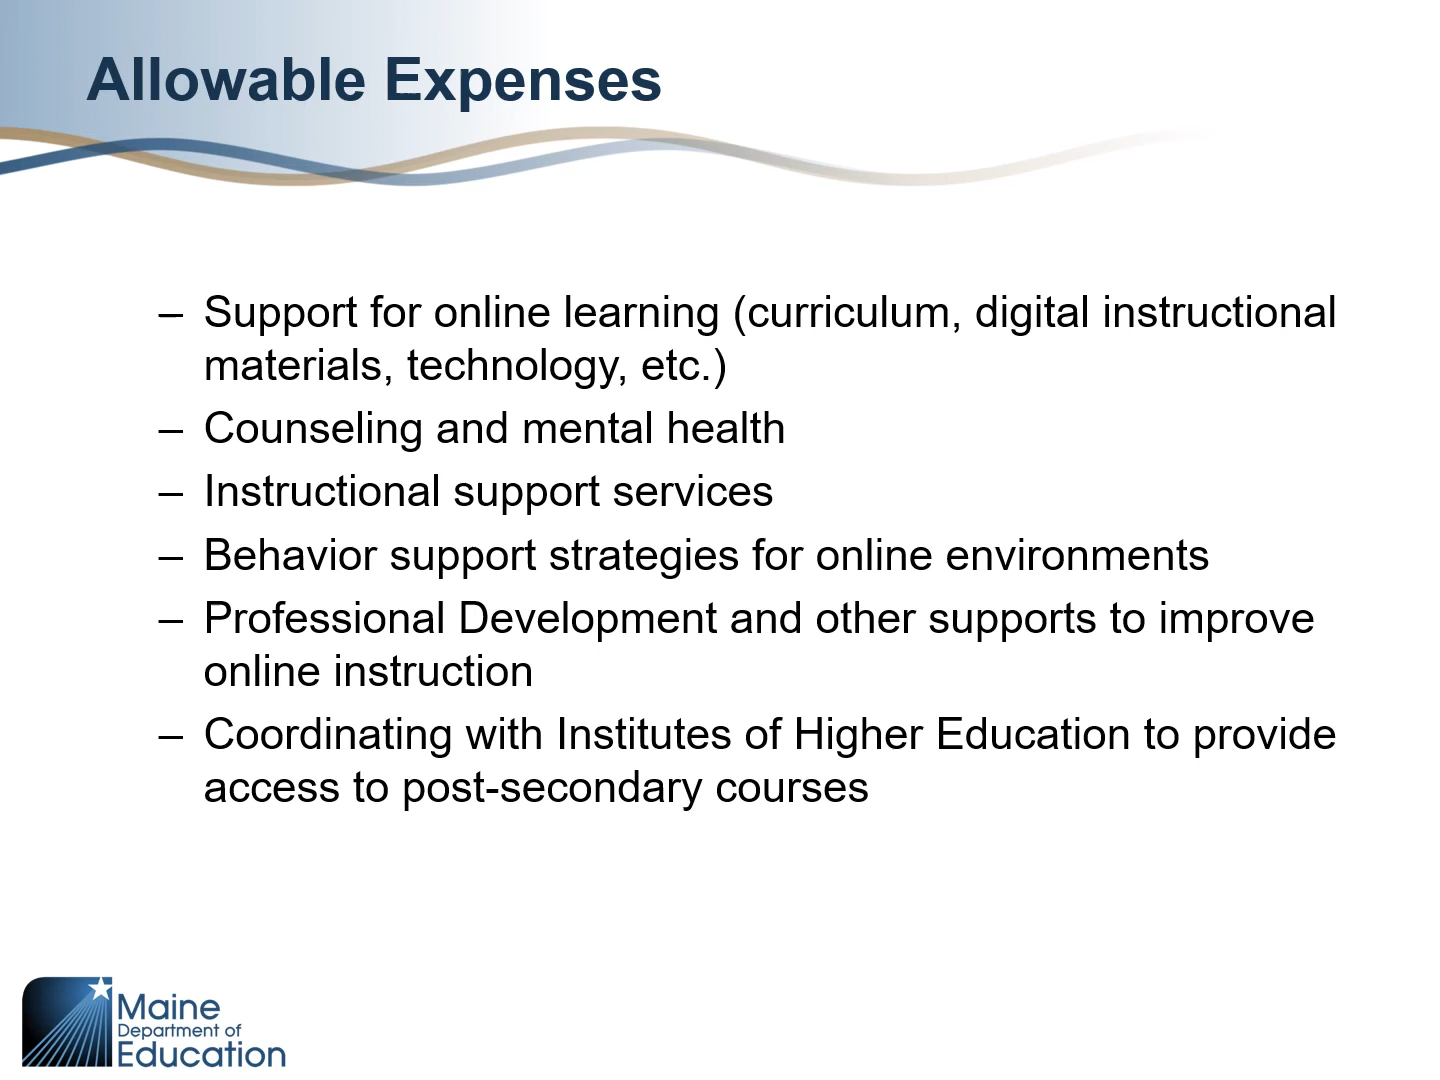 Allowable Expenses
– Support for online learning (curriculum, digital instructional
materials, technology, etc.)
– Counseling and mental health
– Instructional support services
– Behavior support strategies for online environments
– Professional Development and other supports to improve
online instruction
– Coordinating with Institutes of Higher Education to provide
access to post-secondary courses
Maine
Department of
Education